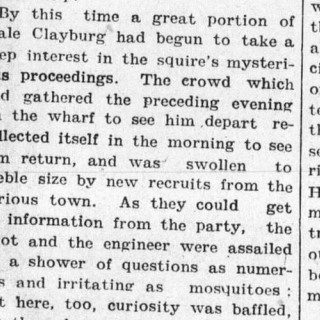 By this time a great portion of
ale Clayburg had begun to take a
ep interest in the squire's mysteri-
s proceedings. The crowd which
d gathered the preceding evening
the wharf to see him depart re-
llected itself in the morning to see
m return, and was swollen to
eble size by new recruits from the
rious town. As they could get
information from the party, the
ot and the engineer were assailed
a shower of questions as numer-
s and irritating as mosquitoes:
t here, too, curiosity was baffled,